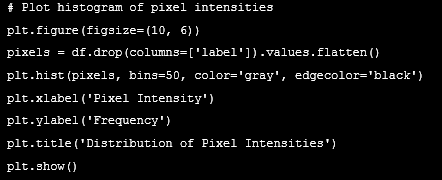 # Plot histogram of pixel intensities
plt.figure(figsize=(10, 6))
pixels = df.drop(columns=['label']).values.flatten()
plt.hist(pixels, bins=50, color='gray', edgecolor='black')
plt.xlabel('Pixel Intensity')
plt.ylabel('Frequency')
plt.title('Distribution of Pixel Intensities')
plt.show()